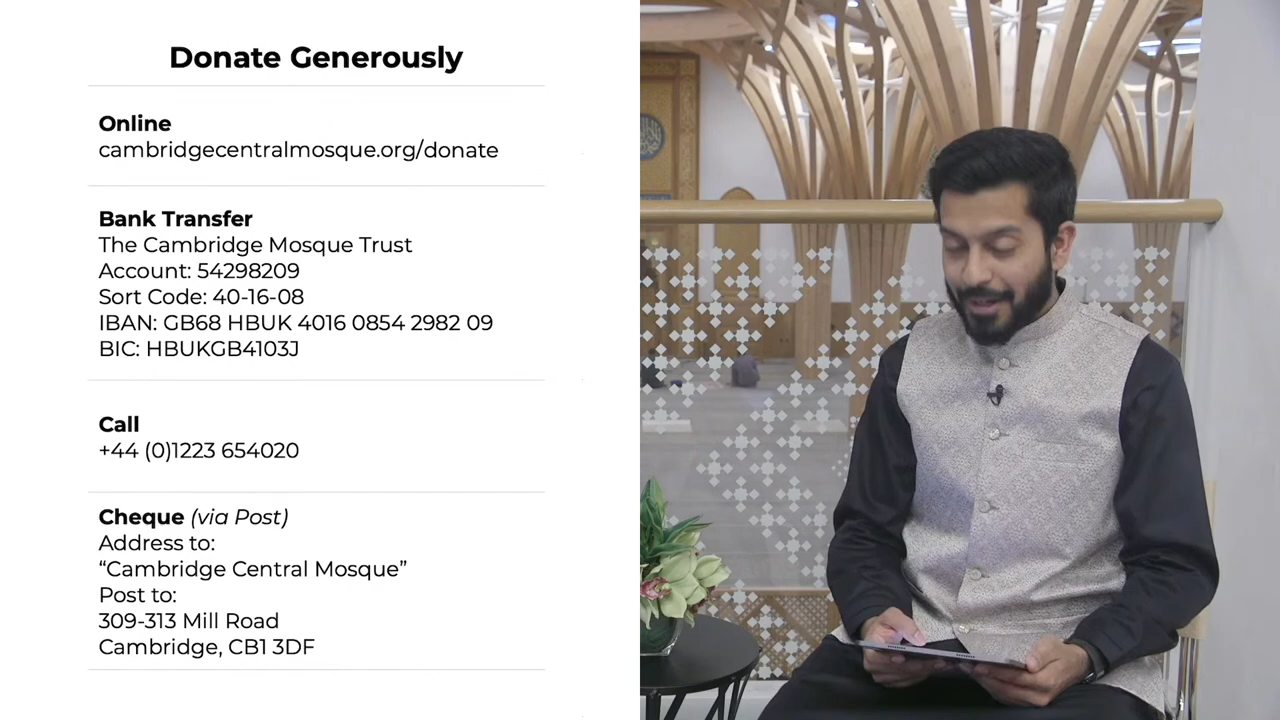 Donate Generously
Online
cambridgecentralmosque.org/donate
Bank Transfer
The Cambridge Mosque Trust
Account: 54298209
Sort Code: 40-16-08
IBAN: GB68 HBUK 4016 0854 2982 09
BIC: HBUKGB4103J
Call
+44 (0)1223 654020
Cheque (via Post)
Address to:
“Cambridge Central Mosque”
Post to:
309-313 Mill Road
Cambridge, CB1 3DF